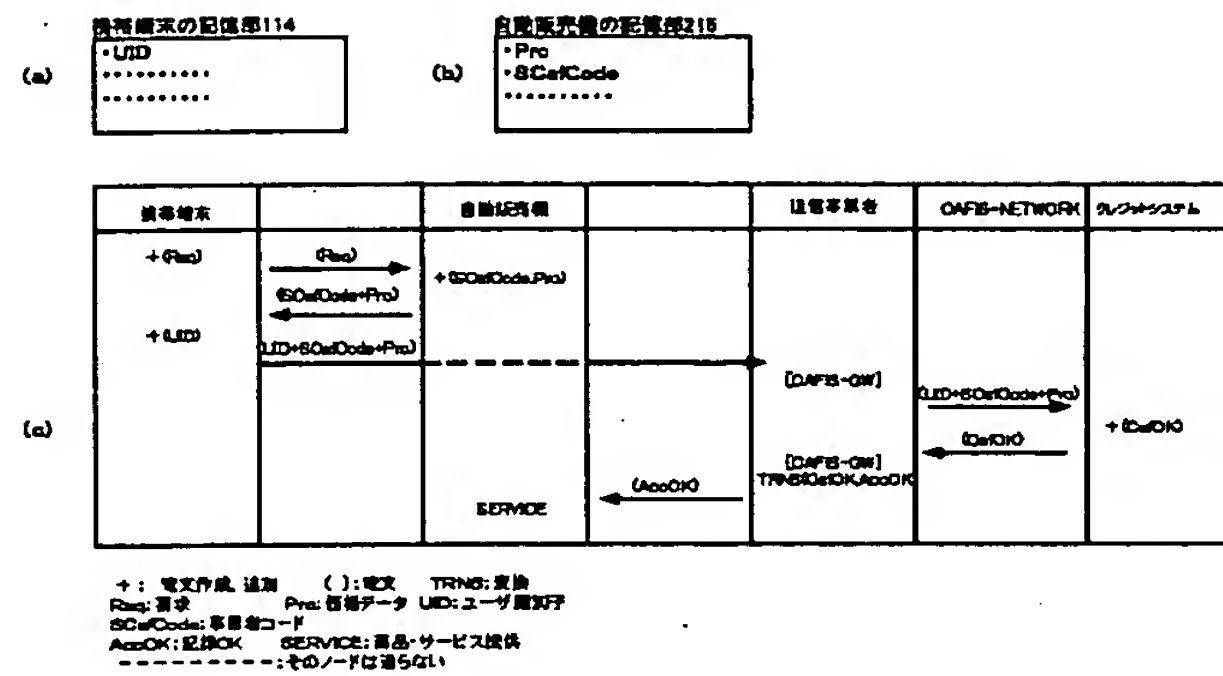 携帯端末の記憶部114
自動販売機の記憶部215
(a)
・UID
・・・・・・・・・・
・・・・・・・・・・
(b)
・Pro
・SCafCode
・・・・・・・・・・
携帯端末
自動販売機
通信事業者
CAFIS-NETWORK
クレジットシステム
+(Req)
(Req)
+(SCafCode,Pro)
(SCafCode+Pro)
+(UID)
(UID+SCafCode+Pro)
[CAFIS-GW]
(UID+SCafCode+Pro)
(c)
+(CafOK)
(CafOK)
[CAFIS-GW]
TRNS(CafOK,AccOK)
(AccOK)
SERVICE
+: 電文作成、追加 ( ):電文 TRNS:変換
Req:要求 Pro:価格データ UID:ユーザ識別子
SCafCode:事業者コード
AccOK:記録OK SERVICE:商品・サービス提供
----------:そのノードは通らない